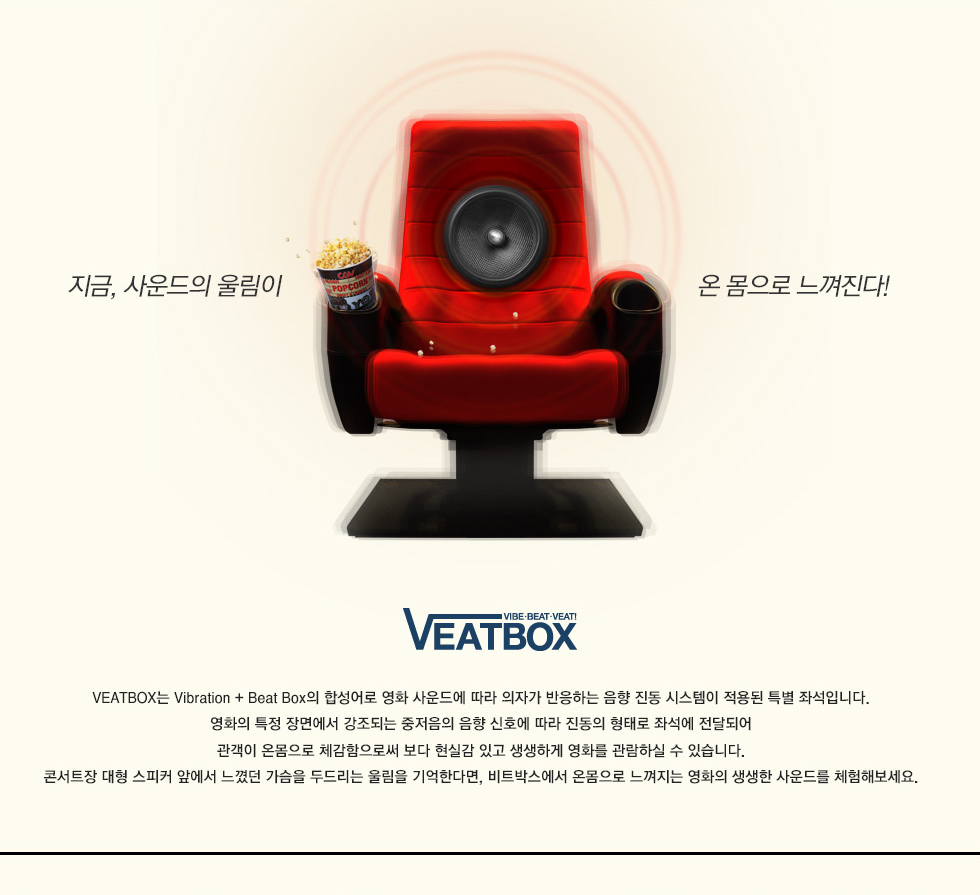 지금, 사운드의 울림이
온 몸으로 느껴진다!
CGV
POPCORN
VEATBOX
VIBE·BEAT·VEAT!
VEATBOX는 Vibration + Beat Box의 합성어로 영화 사운드에 따라 의자가 반응하는 음향 진동 시스템이 적용된 특별 좌석입니다.
영화의 특정 장면에서 강조되는 중저음의 음향 신호에 따라 진동의 형태로 좌석에 전달되어
관객이 온몸으로 체감함으로써 보다 현실감 있고 생생하게 영화를 관람하실 수 있습니다.
콘서트장 대형 스피커 앞에서 느꼈던 가슴을 두드리는 울림을 기억한다면, 비트박스에서 온몸으로 느껴지는 영화의 생생한 사운드를 체험해보세요.